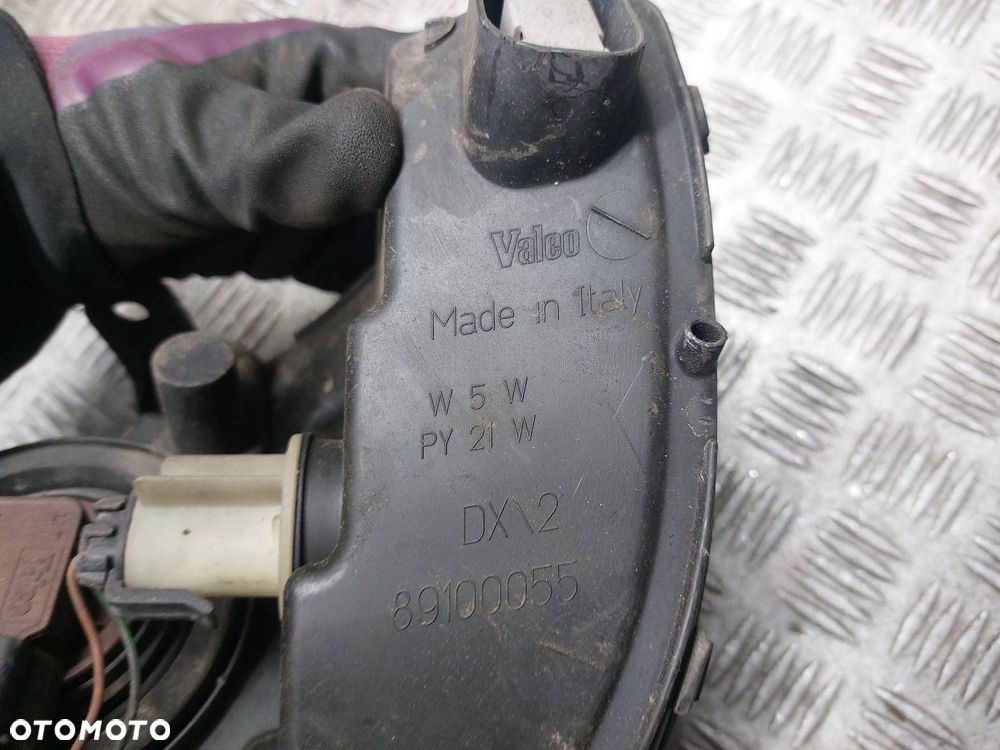 Valeo
Made in Italy
W 5 W
PY 21 W
DX\2
89100055
OTOMOTO